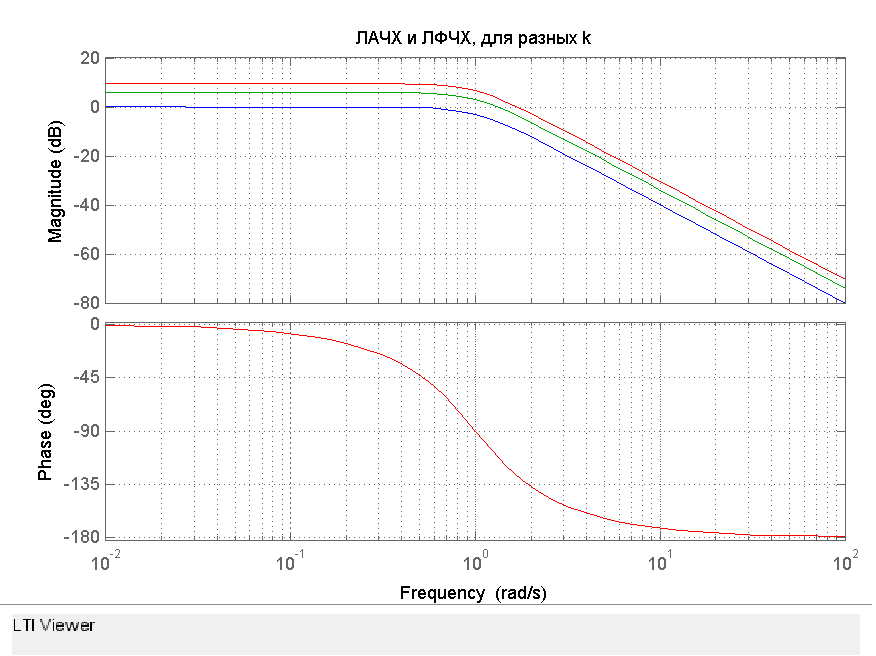 ЛАЧХ и ЛФЧХ, для разных k
Magnitude (dB)
20
0
-20
-40
-60
-80
Phase (deg)
0
-45
-90
-135
-180
10^-2 10^-1 10^0 10^1 10^2
Frequency (rad/s)
LTI Viewer